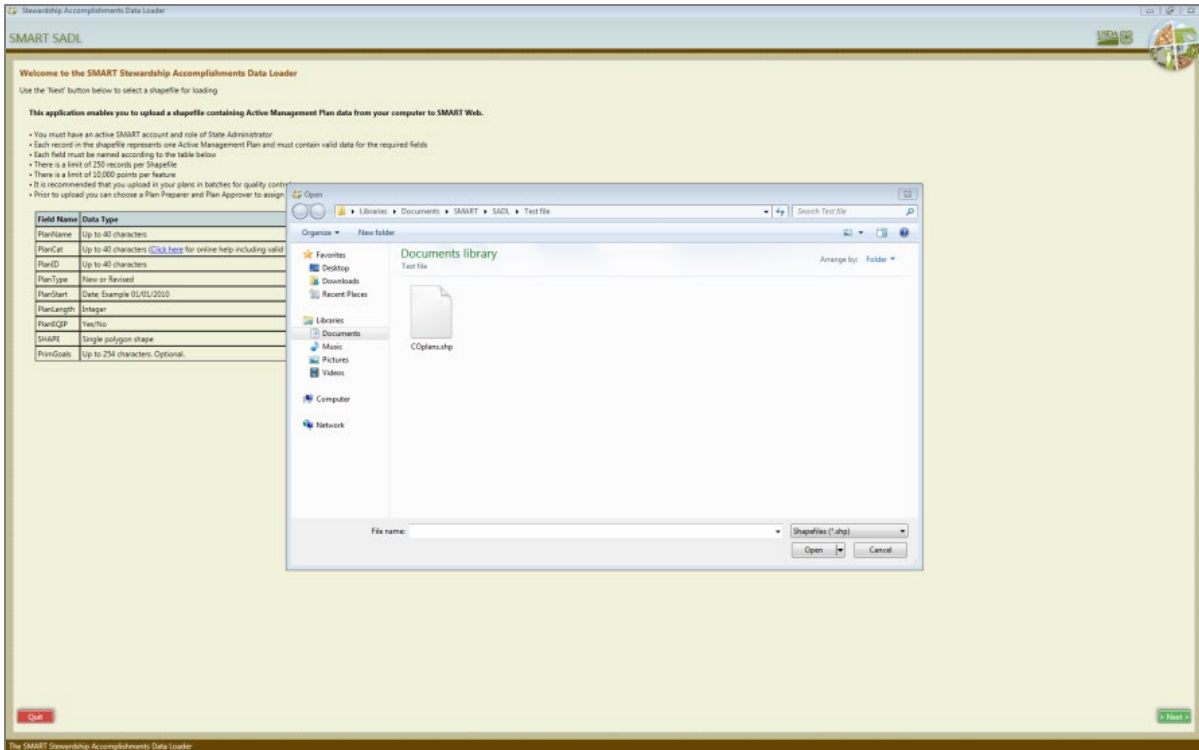 Stewardship Accomplishments Data Loader
SMART SADL
USDA
Welcome to the SMART Stewardship Accomplishments Data Loader
Use the 'Next' button below to select a shapefile for loading
This application enables you to upload a shapefile containing Active Management Plan data from your computer to SMART Web.
• You must have an active SMART account and role of State Administrator
• Each record in the shapefile represents one Active Management Plan and must contain valid data for the required fields
• Each field must be named according to the table below
• There is a limit of 250 records per Shapefile
• There is a limit of 10,000 points per feature
• It is recommended that you upload in your plans in batches for quality control
• Prior to upload you can choose a Plan Preparer and Plan Approver to assign
Field Name Data Type
PlanName Up to 40 characters
PlanCat Up to 40 characters (Click here for online help including valid
PlanID Up to 40 characters
PlanType New or Revised
PlanStart Date; Example 01/01/2010
PlanLength Integer
PlanEQIP Yes/No
SHAPE Single polygon shape
PrimGoals Up to 254 characters. Optional.
Open
Libraries Documents SMART SADL Test file
Search Test file
Organize New folder
Favorites
Desktop
Downloads
Recent Places
Libraries
Documents
Music
Pictures
Videos
Computer
Network
Documents library
Test file
Arrange by: Folder
COplans.shp
File name:
Shapefiles (*.shp)
Open Cancel
Quit
> Next >
The SMART Stewardship Accomplishments Data Loader